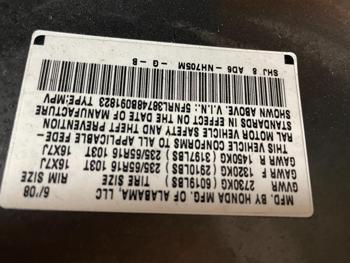 MFD. BY HONDA MFG. OF ALABAMA, LLC 6/'08
GVWR 2730KG (6019LBS) TIRE SIZE RIM SIZE
GAWR F 1320KG (2910LBS) 235/65R16 103T 16X7J
GAWR R 1450KG (3197LBS) 235/65R16 103T 16X7J
THIS VEHICLE CONFORMS TO ALL APPLICABLE FEDE-
RAL MOTOR VEHICLE SAFETY AND THEFT PREVENTION
STANDARDS IN EFFECT ON THE DATE OF MANUFACTURE
SHOWN ABOVE. V.I.N.: 5FNRL38748B091823 TYPE:MPV
SHJ 8 AD6 -NH705M -G -B